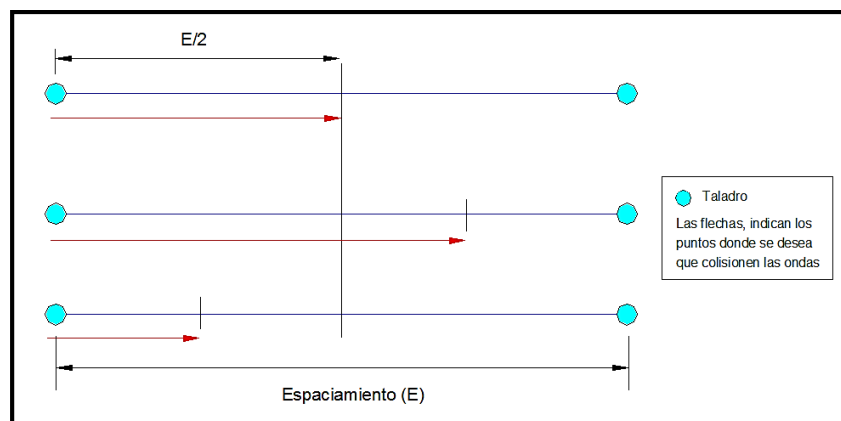 E/2
Taladro
Las flechas, indican los
puntos donde se desea
que colisionen las ondas
Espaciamiento (E)